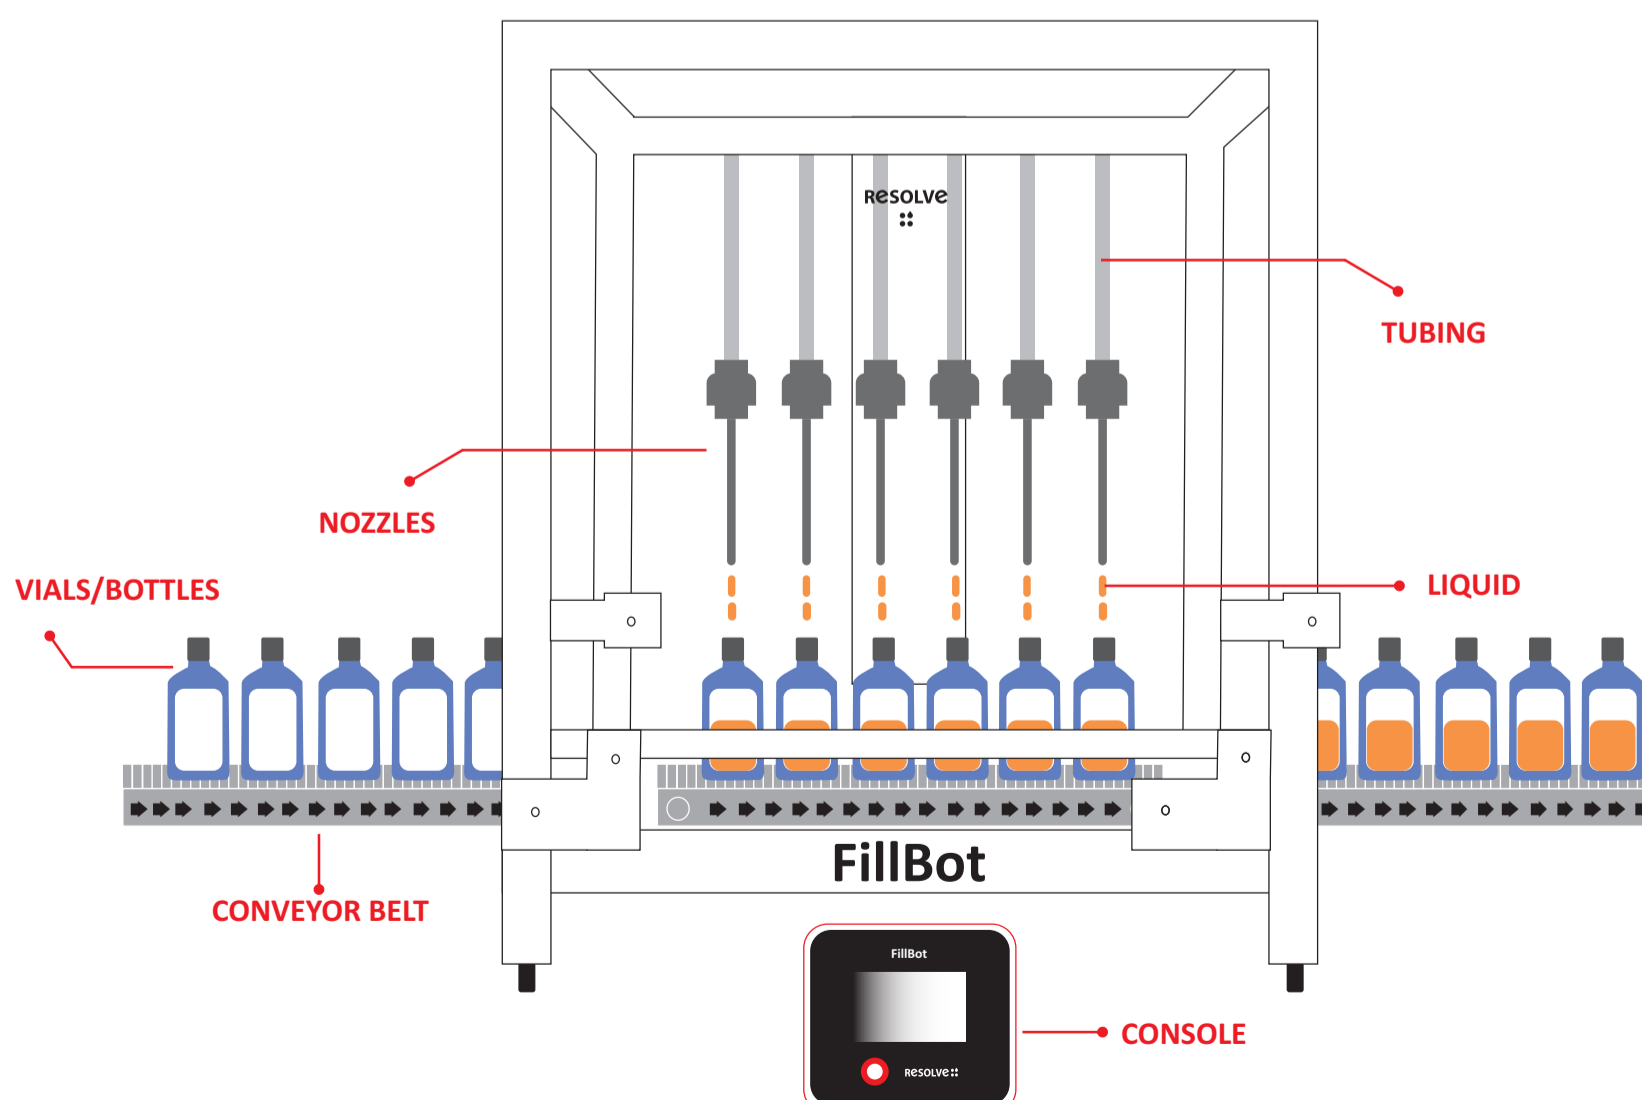 RESOLVE
TUBING
NOZZLES
VIALS/BOTTLES
LIQUID
FillBot
CONVEYOR BELT
FillBot
CONSOLE
RESOLVE